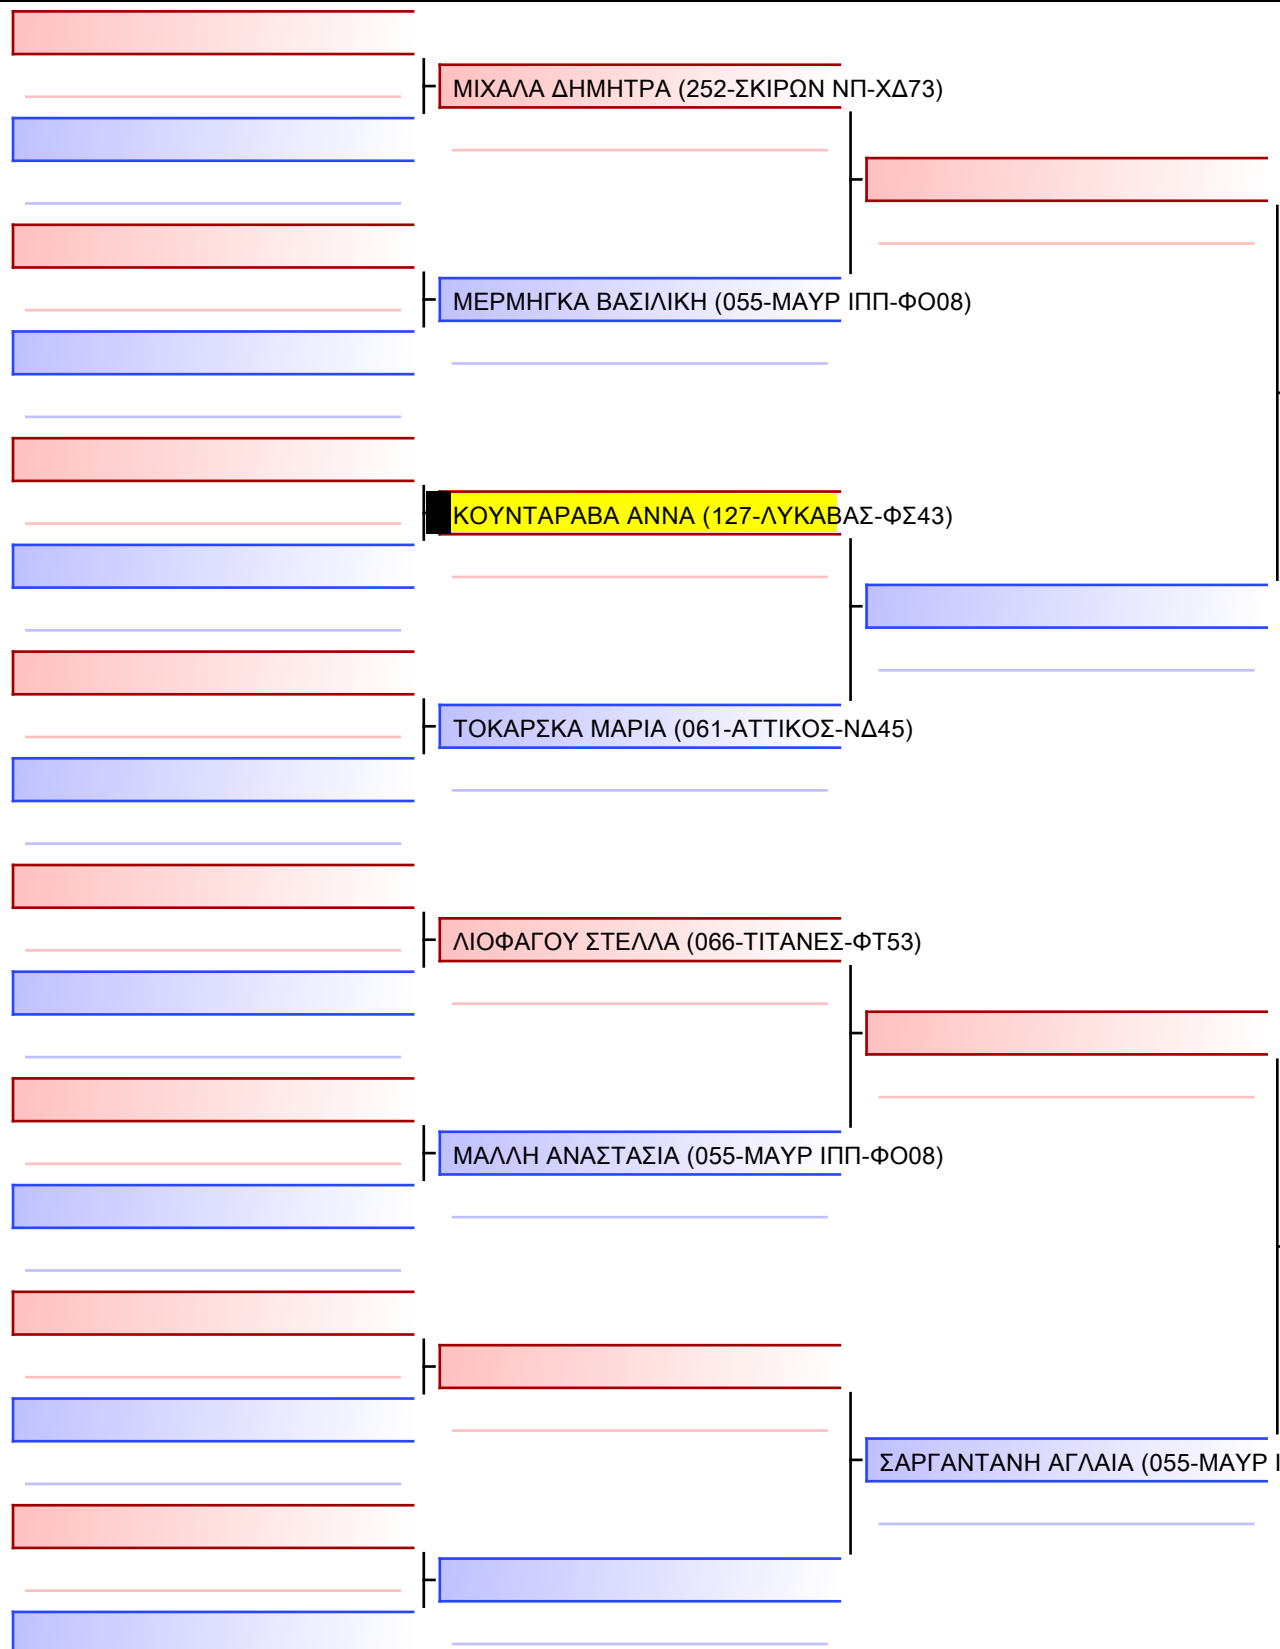 ΜΙΧΑΛΑ ΔΗΜΗΤΡΑ (252-ΣΚΙΡΩΝ ΝΠ-ΧΔ73)
ΜΕΡΜΗΓΚΑ ΒΑΣΙΛΙΚΗ (055-ΜΑΥΡ ΙΠΠ-ΦΟ08)
ΚΟΥΝΤΑΡΑΒΑ ΑΝΝΑ (127-ΛΥΚΑΒΑΣ-ΦΣ43)
ΤΟΚΑΡΣΚΑ ΜΑΡΙΑ (061-ΑΤΤΙΚΟΣ-ΝΔ45)
ΛΙΟΦΑΓΟΥ ΣΤΕΛΛΑ (066-ΤΙΤΑΝΕΣ-ΦΤ53)
ΜΑΛΛΗ ΑΝΑΣΤΑΣΙΑ (055-ΜΑΥΡ ΙΠΠ-ΦΟ08)
ΣΑΡΓΑΝΤΑΝΗ ΑΓΛΑΙΑ (055-ΜΑΥΡ Ι